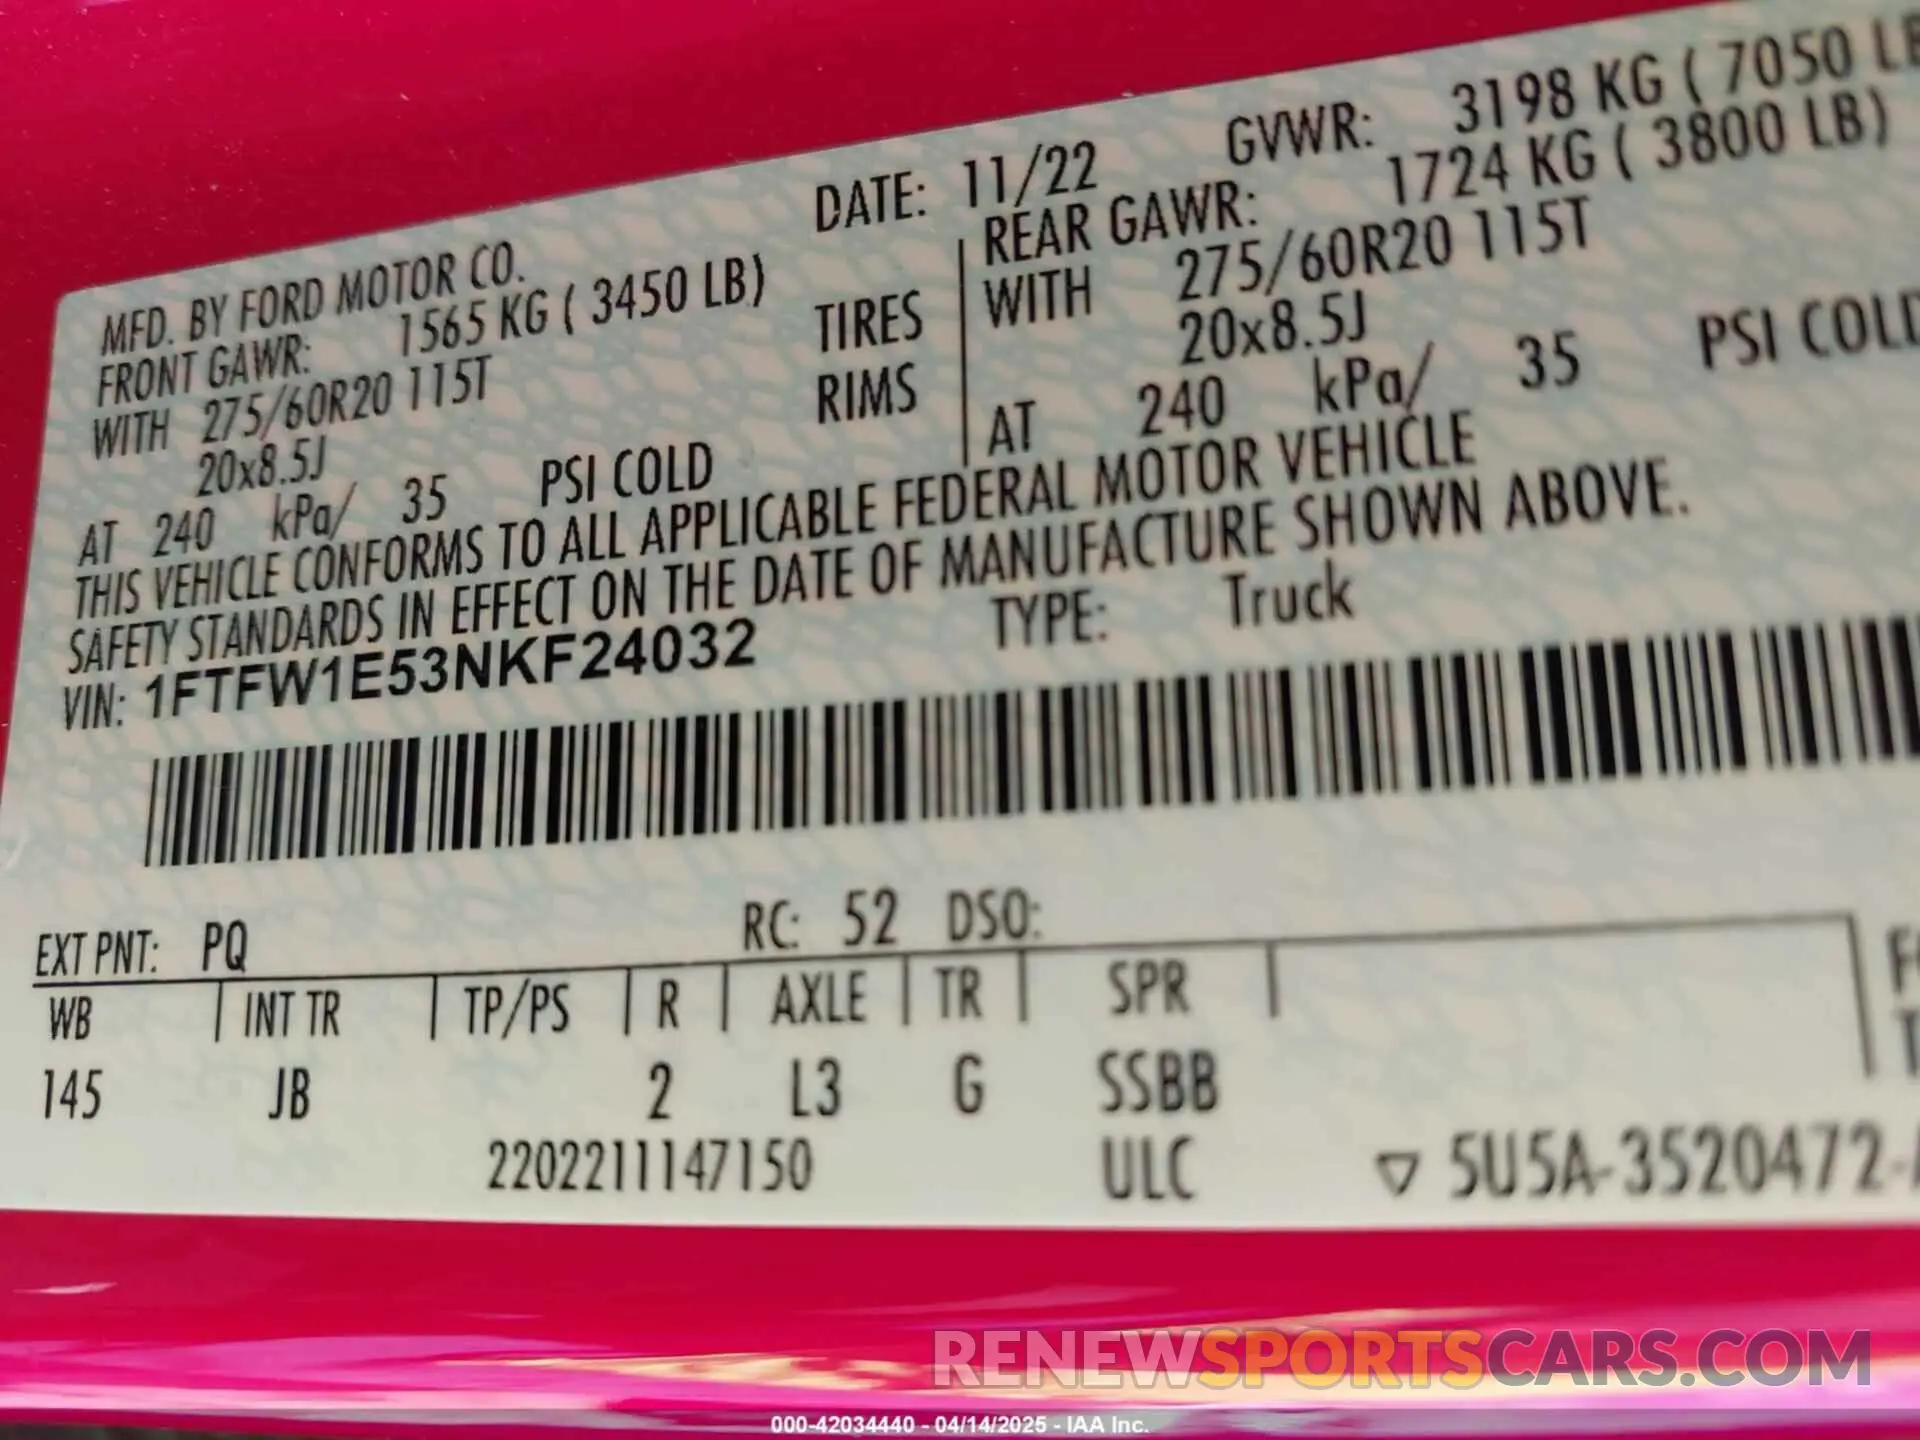 MFD. BY FORD MOTOR CO. DATE: 11/22 GVWR: 3198 KG ( 7050
FRONT GAWR: 1565 KG ( 3450 LB) REAR GAWR: 1724 KG ( 3800 LB)
WITH 275/60R20 115T TIRES WITH 275/60R20 115T
20x8.5J RIMS 20x8.5J
AT 240 kPa/ 35 PSI COLD AT 240 kPa/ 35 PSI COLD
THIS VEHICLE CONFORMS TO ALL APPLICABLE FEDERAL MOTOR VEHICLE
SAFETY STANDARDS IN EFFECT ON THE DATE OF MANUFACTURE SHOWN ABOVE.
VIN: 1FTFW1E53NKF24032 TYPE: Truck
EXT PNT: PQ RC: 52 DSO:
WB INT TR TP/PS R AXLE TR SPR
145 JB 2 L3 G SSBB
2202211147150 ULC ▽ 5U5A-3520472-
RENEWSPORTSCARS.COM
000-42034440 - 04/14/2025 - IAA Inc.